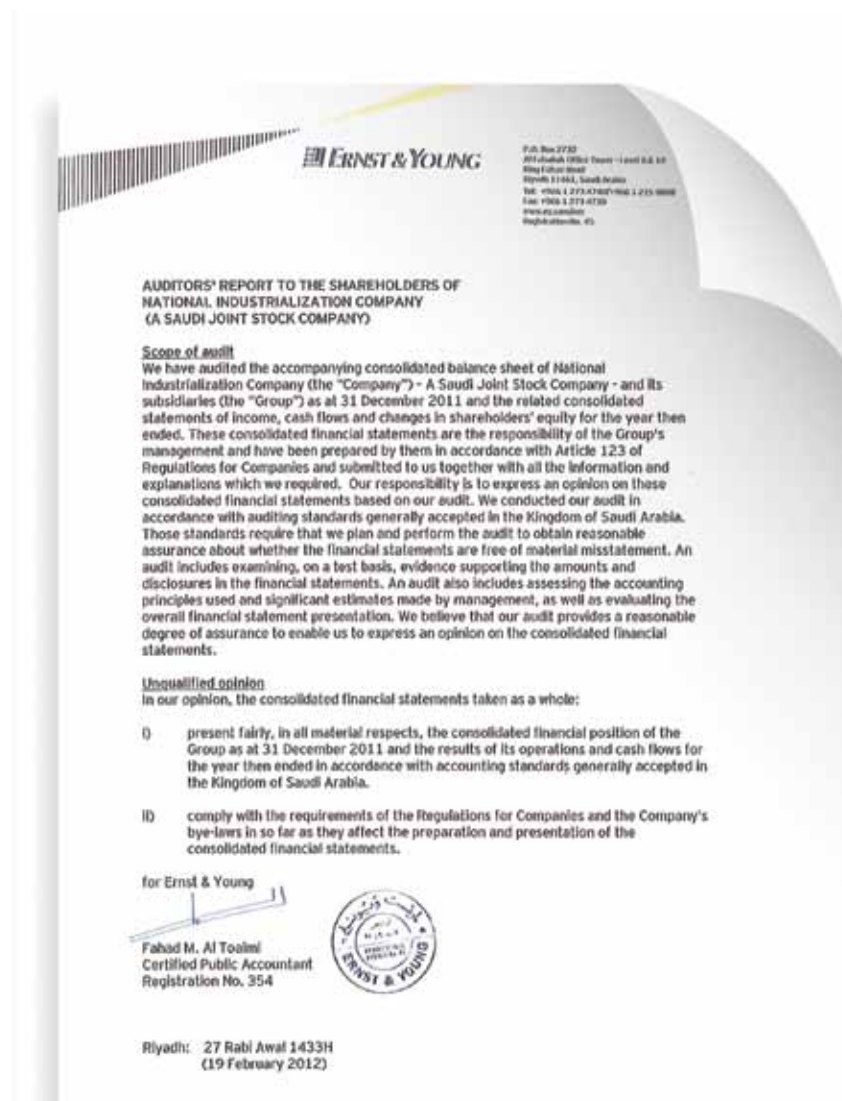 ERNST & YOUNG
P.O. Box 2732
King Fahad Road
Riyadh 11461, Saudi Arabia
Registration No. 45
AUDITORS' REPORT TO THE SHAREHOLDERS OF
NATIONAL INDUSTRIALIZATION COMPANY
(A SAUDI JOINT STOCK COMPANY)
Scope of audit
We have audited the accompanying consolidated balance sheet of National
Industrialization Company (the "Company") - A Saudi Joint Stock Company - and its
subsidiaries (the "Group") as at 31 December 2011 and the related consolidated
statements of income, cash flows and changes in shareholders' equity for the year then
ended. These consolidated financial statements are the responsibility of the Group's
management and have been prepared by them in accordance with Article 123 of
Regulations for Companies and submitted to us together with all the information and
explanations which we required. Our responsibility is to express an opinion on these
consolidated financial statements based on our audit. We conducted our audit in
accordance with auditing standards generally accepted in the Kingdom of Saudi Arabia.
Those standards require that we plan and perform the audit to obtain reasonable
assurance about whether the financial statements are free of material misstatement. An
audit includes examining, on a test basis, evidence supporting the amounts and
disclosures in the financial statements. An audit also includes assessing the accounting
principles used and significant estimates made by management, as well as evaluating the
overall financial statement presentation. We believe that our audit provides a reasonable
degree of assurance to enable us to express an opinion on the consolidated financial
statements.
Unqualified opinion
In our opinion, the consolidated financial statements taken as a whole:
i) present fairly, in all material respects, the consolidated financial position of the
Group as at 31 December 2011 and the results of its operations and cash flows for
the year then ended in accordance with accounting standards generally accepted in
the Kingdom of Saudi Arabia.
ii) comply with the requirements of the Regulations for Companies and the Company's
bye-laws in so far as they affect the preparation and presentation of the
consolidated financial statements.
for Ernst & Young
Fahad M. Al Toaimi
Certified Public Accountant
Registration No. 354
ERNST & YOUNG
Riyadh: 27 Rabi Awal 1433H
(19 February 2012)